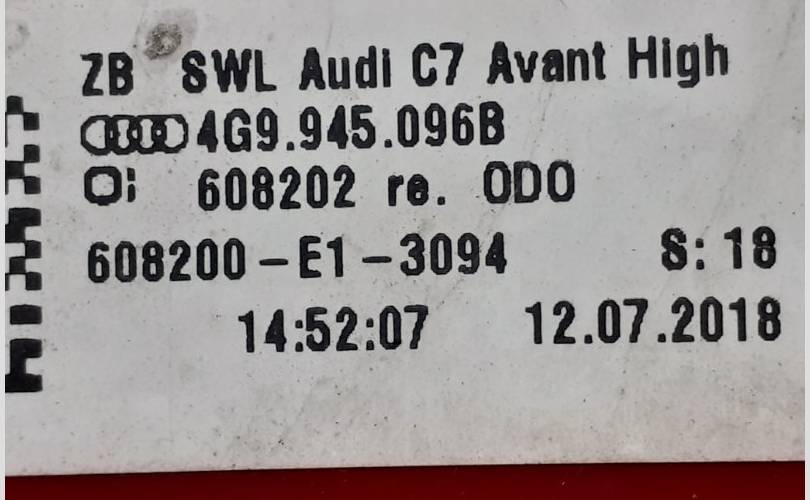 ZB SWL Audi C7 Avant High
4G9.945.096B
608202 re. ODO
608200-E1-3094 S: 18
14:52:07 12.07.2018